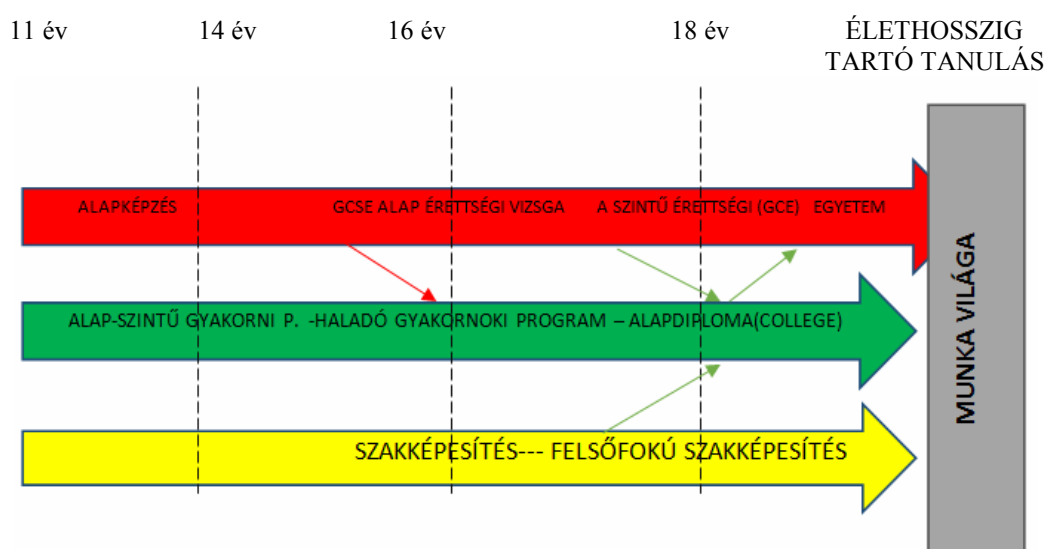 11 év 14 év 16 év 18 év ÉLETHOSSZIG
TARTÓ TANULÁS
ALAPKÉPZÉS GCSE ALAP ÉRETTSÉGI VIZSGA A SZINTŰ ÉRETTSÉGI (GCE) EGYETEM
ALAP-SZINTŰ GYAKORNI P. -HALADÓ GYAKORNOKI PROGRAM – ALAPDIPLOMA(COLLEGE)
SZAKKÉPESÍTÉS--- FELSŐFOKÚ SZAKKÉPESÍTÉS
MUNKA VILÁGA